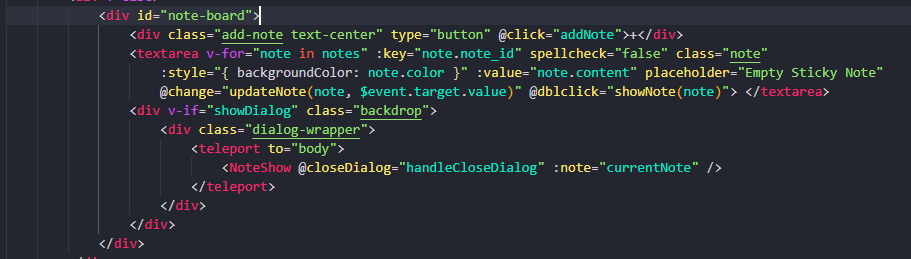 <div id="note-board">
<div class="add-note text-center" type="button" @click="addNote">+</div>
<textarea v-for="note in notes" :key="note.note_id" spellcheck="false" class="note"
:style="{ backgroundColor: note.color }" :value="note.content" placeholder="Empty Sticky Note"
@change="updateNote(note, $event.target.value)" @dblclick="showNote(note)"> </textarea>
<div v-if="showDialog" class="backdrop">
<div class="dialog-wrapper">
<teleport to="body">
<NoteShow @closeDialog="handleCloseDialog" :note="currentNote" />
</teleport>
</div>
</div>
</div>